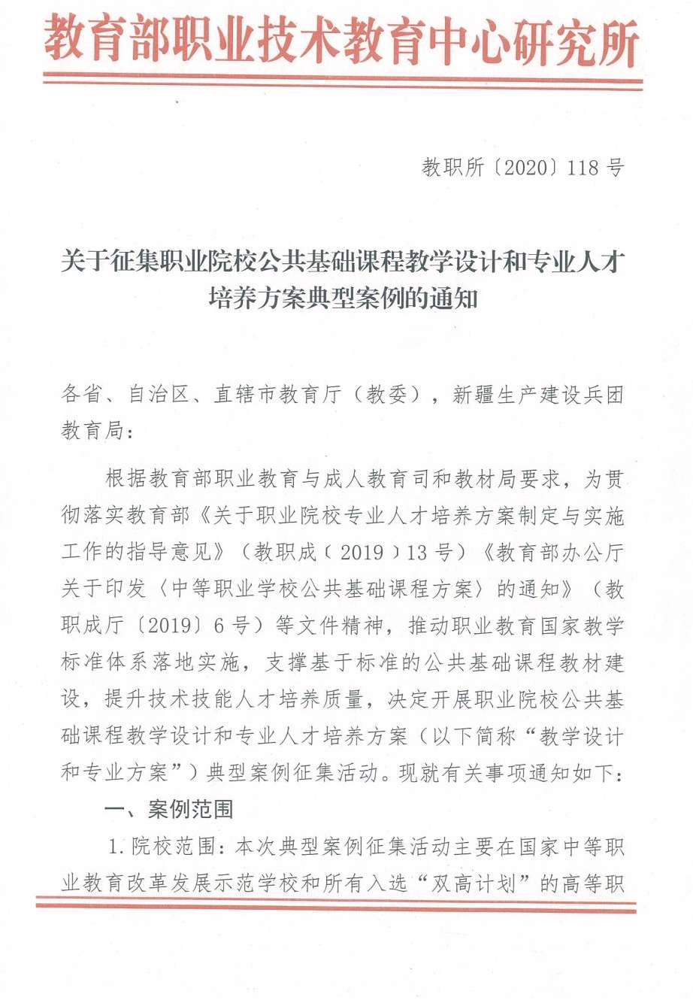 教育部职业技术教育中心研究所
教职所〔2020〕118号
关于征集职业院校公共基础课程教学设计和专业人才
培养方案典型案例的通知
各省、自治区、直辖市教育厅（教委），新疆生产建设兵团
教育局：
根据教育部职业教育与成人教育司和教材局要求，为贯
彻落实教育部《关于职业院校专业人才培养方案制定与实施
工作的指导意见》（教职成﹝2019﹞13号）《教育部办公厅
关于印发〈中等职业学校公共基础课程方案〉的通知》（教
职成厅〔2019〕6号）等文件精神，推动职业教育国家教学
标准体系落地实施，支撑基于标准的公共基础课程教材建
设，提升技术技能人才培养质量，决定开展职业院校公共基
础课程教学设计和专业人才培养方案（以下简称“教学设计
和专业方案”）典型案例征集活动。现就有关事项通知如下：
一、案例范围
1.院校范围：本次典型案例征集活动主要在国家中等职
业教育改革发展示范学校和所有入选“双高计划”的高等职